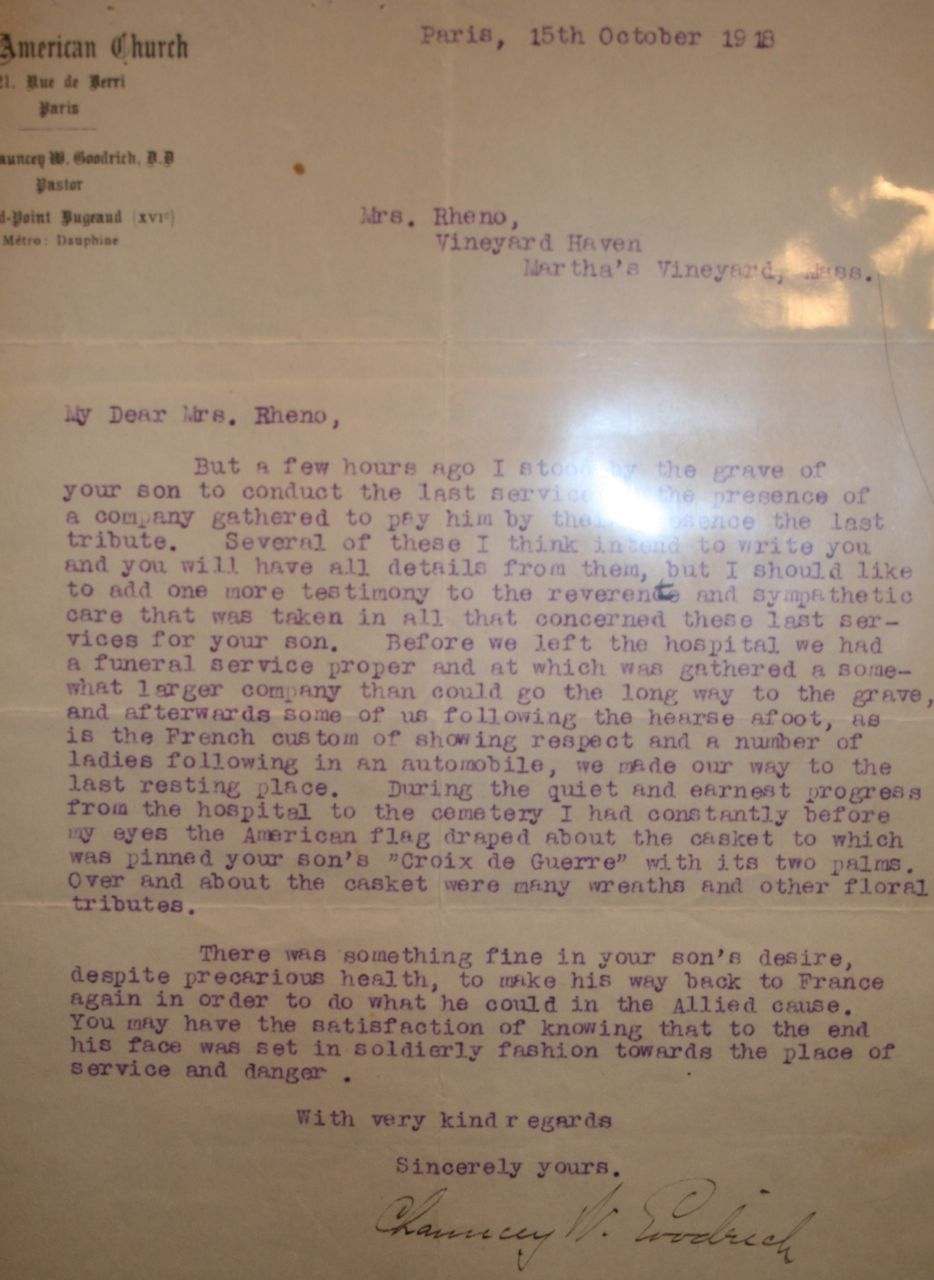 American Church
21, Rue de Berri
Paris
auncey W. Goodrich, D.D
Pastor
d-Point Bugeaud (XVIe)
Métro: Dauphine
Paris, 15th October 1918
Mrs. Rheno,
Vineyard Haven
Martha's Vineyard, Mass.
My Dear Mrs. Rheno,
But a few hours ago I stood by the grave of
your son to conduct the last service the presence of
a company gathered to pay him by their presence the last
tribute. Several of these I think intend to write you
and you will have all details from them, but I should like
to add one more testimony to the reverente and sympathetic
care that was taken in all that concerned these last ser-
vices for your son. Before we left the hospital we had
a funeral service proper and at which was gathered a some-
what larger company than could go the long way to the grave,
and afterwards some of us following the hearse afoot, as
is the French custom of showing respect and a number of
ladies following in an automobile, we made our way to the
last resting place. During the quiet and earnest progress
from the hospital to the cemetery I had constantly before
my eyes the American flag draped about the casket to which
was pinned your son's "Croix de Guerre" with its two palms.
Over and about the casket were many wreaths and other floral
tributes.
There was something fine in your son's desire,
despite precarious health, to make his way back to France
again in order to do what he could in the Allied cause.
You may have the satisfaction of knowing that to the end
his face was set in soldierly fashion towards the place of
service and danger .
With very kind r egards
Sincerely yours.
Chauncey W. Goodrich